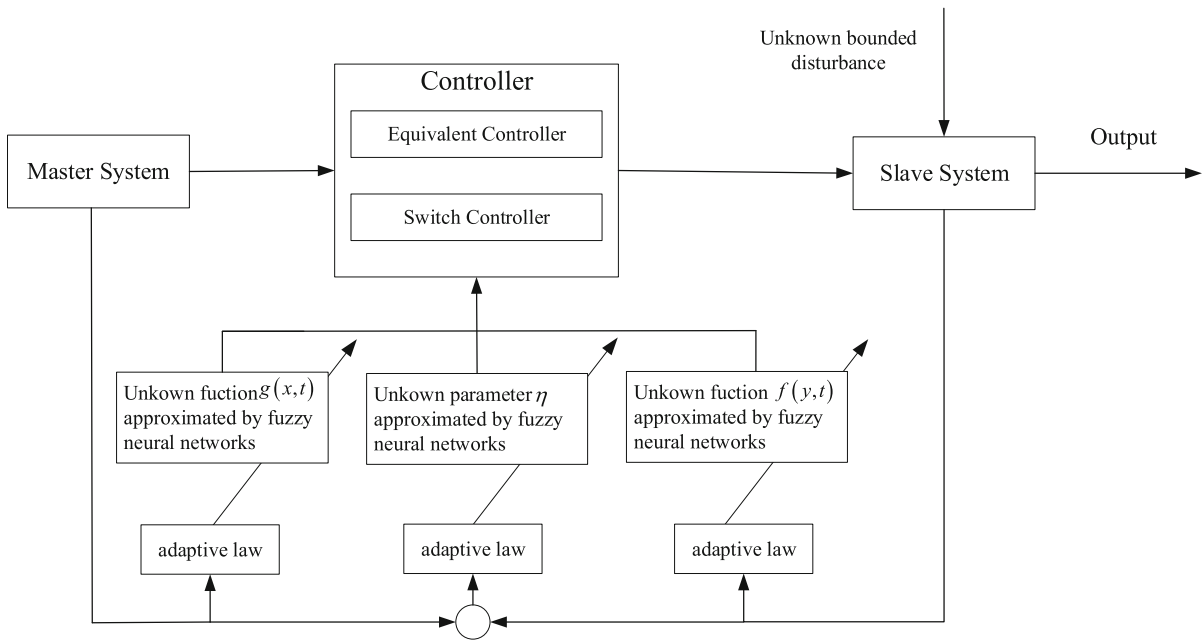 Unknown bounded
disturbance
Controller
Equivalent Controller
Switch Controller
Master System
Slave System
Output
Unkown fuction g(x,t)
approximated by fuzzy
neural networks
Unkown parameter η
approximated by fuzzy
neural networks
Unkown fuction f(y,t)
approximated by fuzzy
neural networks
adaptive law
adaptive law
adaptive law